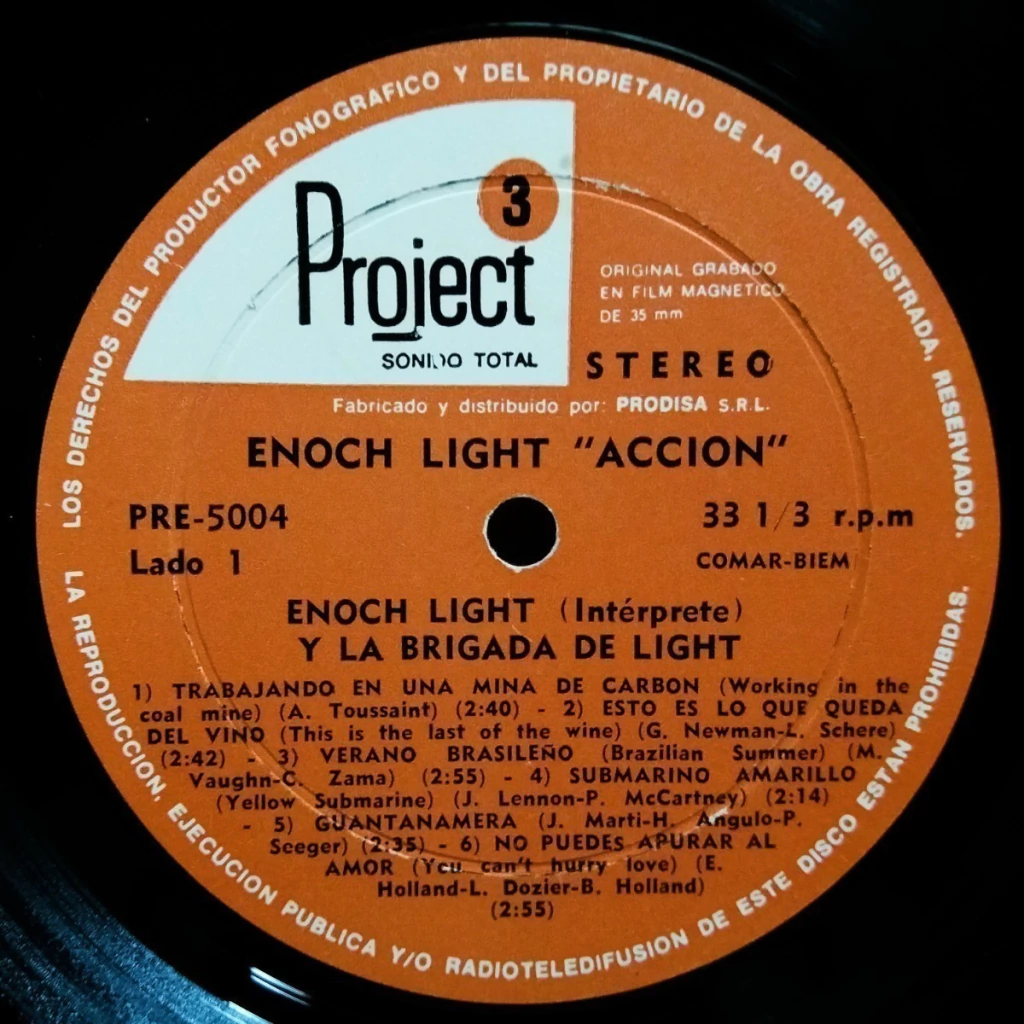 LOS DERECHOS DEL PRODUCTOR FONOGRAFICO Y DEL PROPIETARIO DE LA OBRA REGISTRADA, RESERVADOS.
3
Project
SONIDO TOTAL
ORIGINAL GRABADO
EN FILM MAGNETICO
DE 35 mm
STEREO
Fabricado y distribuido por: PRODISA S.R.L.
ENOCH LIGHT "ACCION"
PRE-5004
33 1/3 r.p.m
Lado 1
COMAR-BIEM
ENOCH LIGHT (Intérprete)
Y LA BRIGADA DE LIGHT
1) TRABAJANDO EN UNA MINA DE CARBON (Working in the
coal mine) (A. Toussaint) (2:40) - 2) ESTO ES LO QUE QUEDA
DEL VINO (This is the last of the wine) (G. Newman-L. Schere)
(2:42) - 3) VERANO BRASILEÑO (Brazilian Summer) (M.
Vaughn-C. Zama) (2:55) - 4) SUBMARINO AMARILLO
(Yellow Submarine) (J. Lennon-P. McCartney) (2:14)
- 5) GUANTANAMERA (J. Marti-H. Angulo-P.
Seeger) (2:35) - 6) NO PUEDES APURAR AL
AMOR (You can't hurry love) (E.
Holland-L. Dozier-B. Holland)
(2:55)
LA REPRODUCCION, EJECUCION PUBLICA Y/O RADIOTELEDIFUSION DE ESTE DISCO ESTAN PROHIBIDAS.